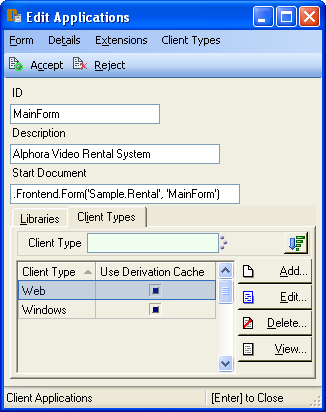 Edit Applications
Form Details Extensions Client Types
Accept Reject
ID
MainForm
Description
Alphora Video Rental System
Start Document
.Frontend.Form('Sample.Rental', 'MainForm')
Libraries Client Types
Client Type
Client Type Use Derivation Cache
Web
Windows
Add...
Edit...
Delete...
View...
Client Applications [Enter] to Close